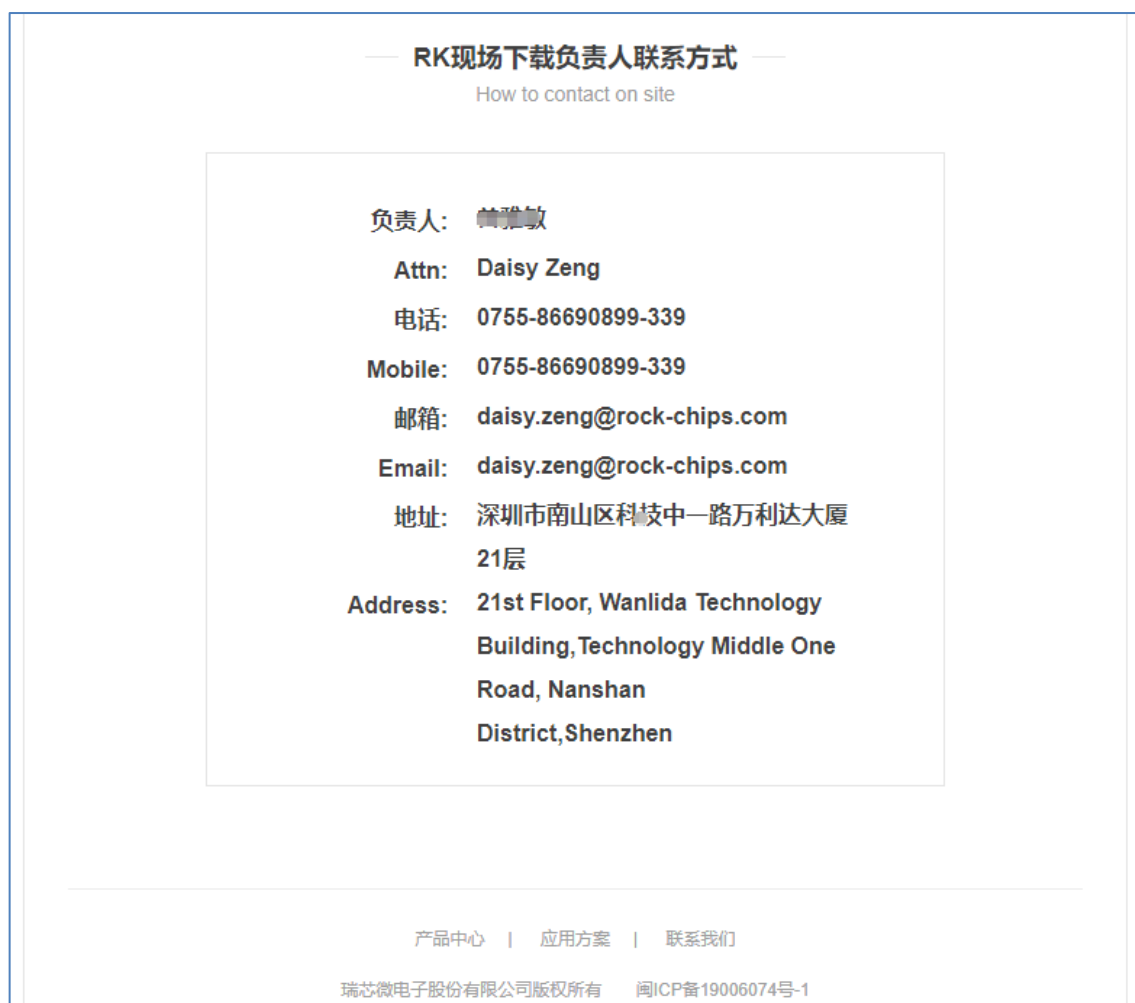 RK现场下载负责人联系方式
How to contact on site
负责人:
Attn: Daisy Zeng
电话: 0755-86690899-339
Mobile: 0755-86690899-339
邮箱: daisy.zeng@rock-chips.com
Email: daisy.zeng@rock-chips.com
地址: 深圳市南山区科技中一路万利达大厦
21层
Address: 21st Floor, Wanlida Technology
Building,Technology Middle One
Road, Nanshan
District,Shenzhen
产品中心 | 应用方案 | 联系我们
瑞芯微电子股份有限公司版权所有 闽ICP备19006074号-1